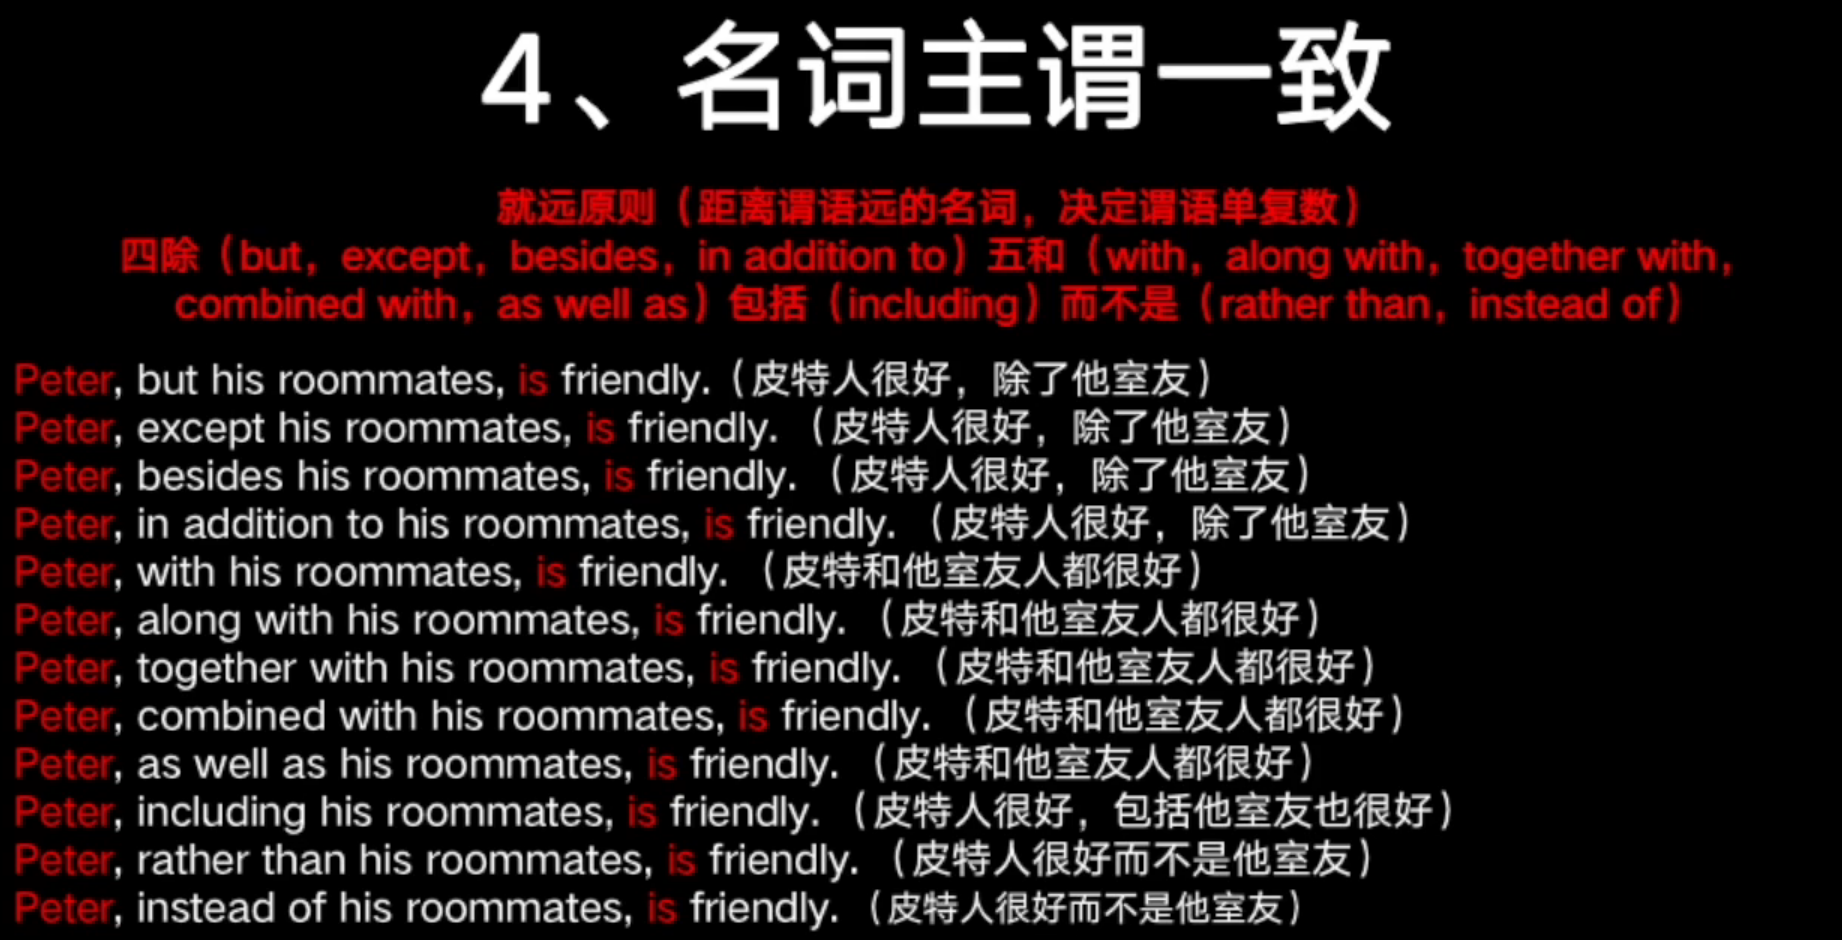 4、名词主谓一致
就远原则（距离谓语远的名词，决定谓语单复数）
四除（but，except，besides，in addition to）五和（with，along with，together with，
combined with，as well as）包括（including）而不是（rather than，instead of）
Peter, but his roommates, is friendly.（皮特人很好，除了他室友）
Peter, except his roommates, is friendly. （皮特人很好，除了他室友）
Peter, besides his roommates, is friendly. （皮特人很好，除了他室友）
Peter, in addition to his roommates, is friendly. （皮特人很好，除了他室友）
Peter, with his roommates, is friendly. （皮特和他室友人都很好）
Peter, along with his roommates, is friendly. （皮特和他室友人都很好）
Peter, together with his roommates, is friendly. （皮特和他室友人都很好）
Peter, combined with his roommates, is friendly. （皮特和他室友人都很好）
Peter, as well as his roommates, is friendly. （皮特和他室友人都很好）
Peter, including his roommates, is friendly. （皮特人很好，包括他室友也很好）
Peter, rather than his roommates, is friendly. （皮特人很好而不是他室友）
Peter, instead of his roommates, is friendly. （皮特人很好而不是他室友）